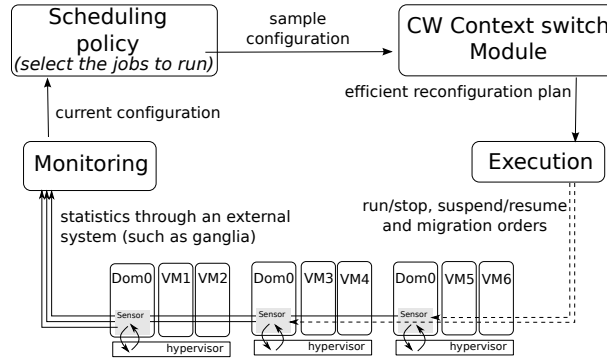 Scheduling
policy
(select the jobs to run)
sample
configuration
CW Context switch
Module
current configuration
efficient reconfiguration plan
Monitoring
Execution
statistics through an external
system (such as ganglia)
run/stop, suspend/resume
and migration orders
Dom0 VM1 VM2 Dom0 VM3 VM4 Dom0 VM5 VM6
Sensor Sensor Sensor
hypervisor hypervisor hypervisor